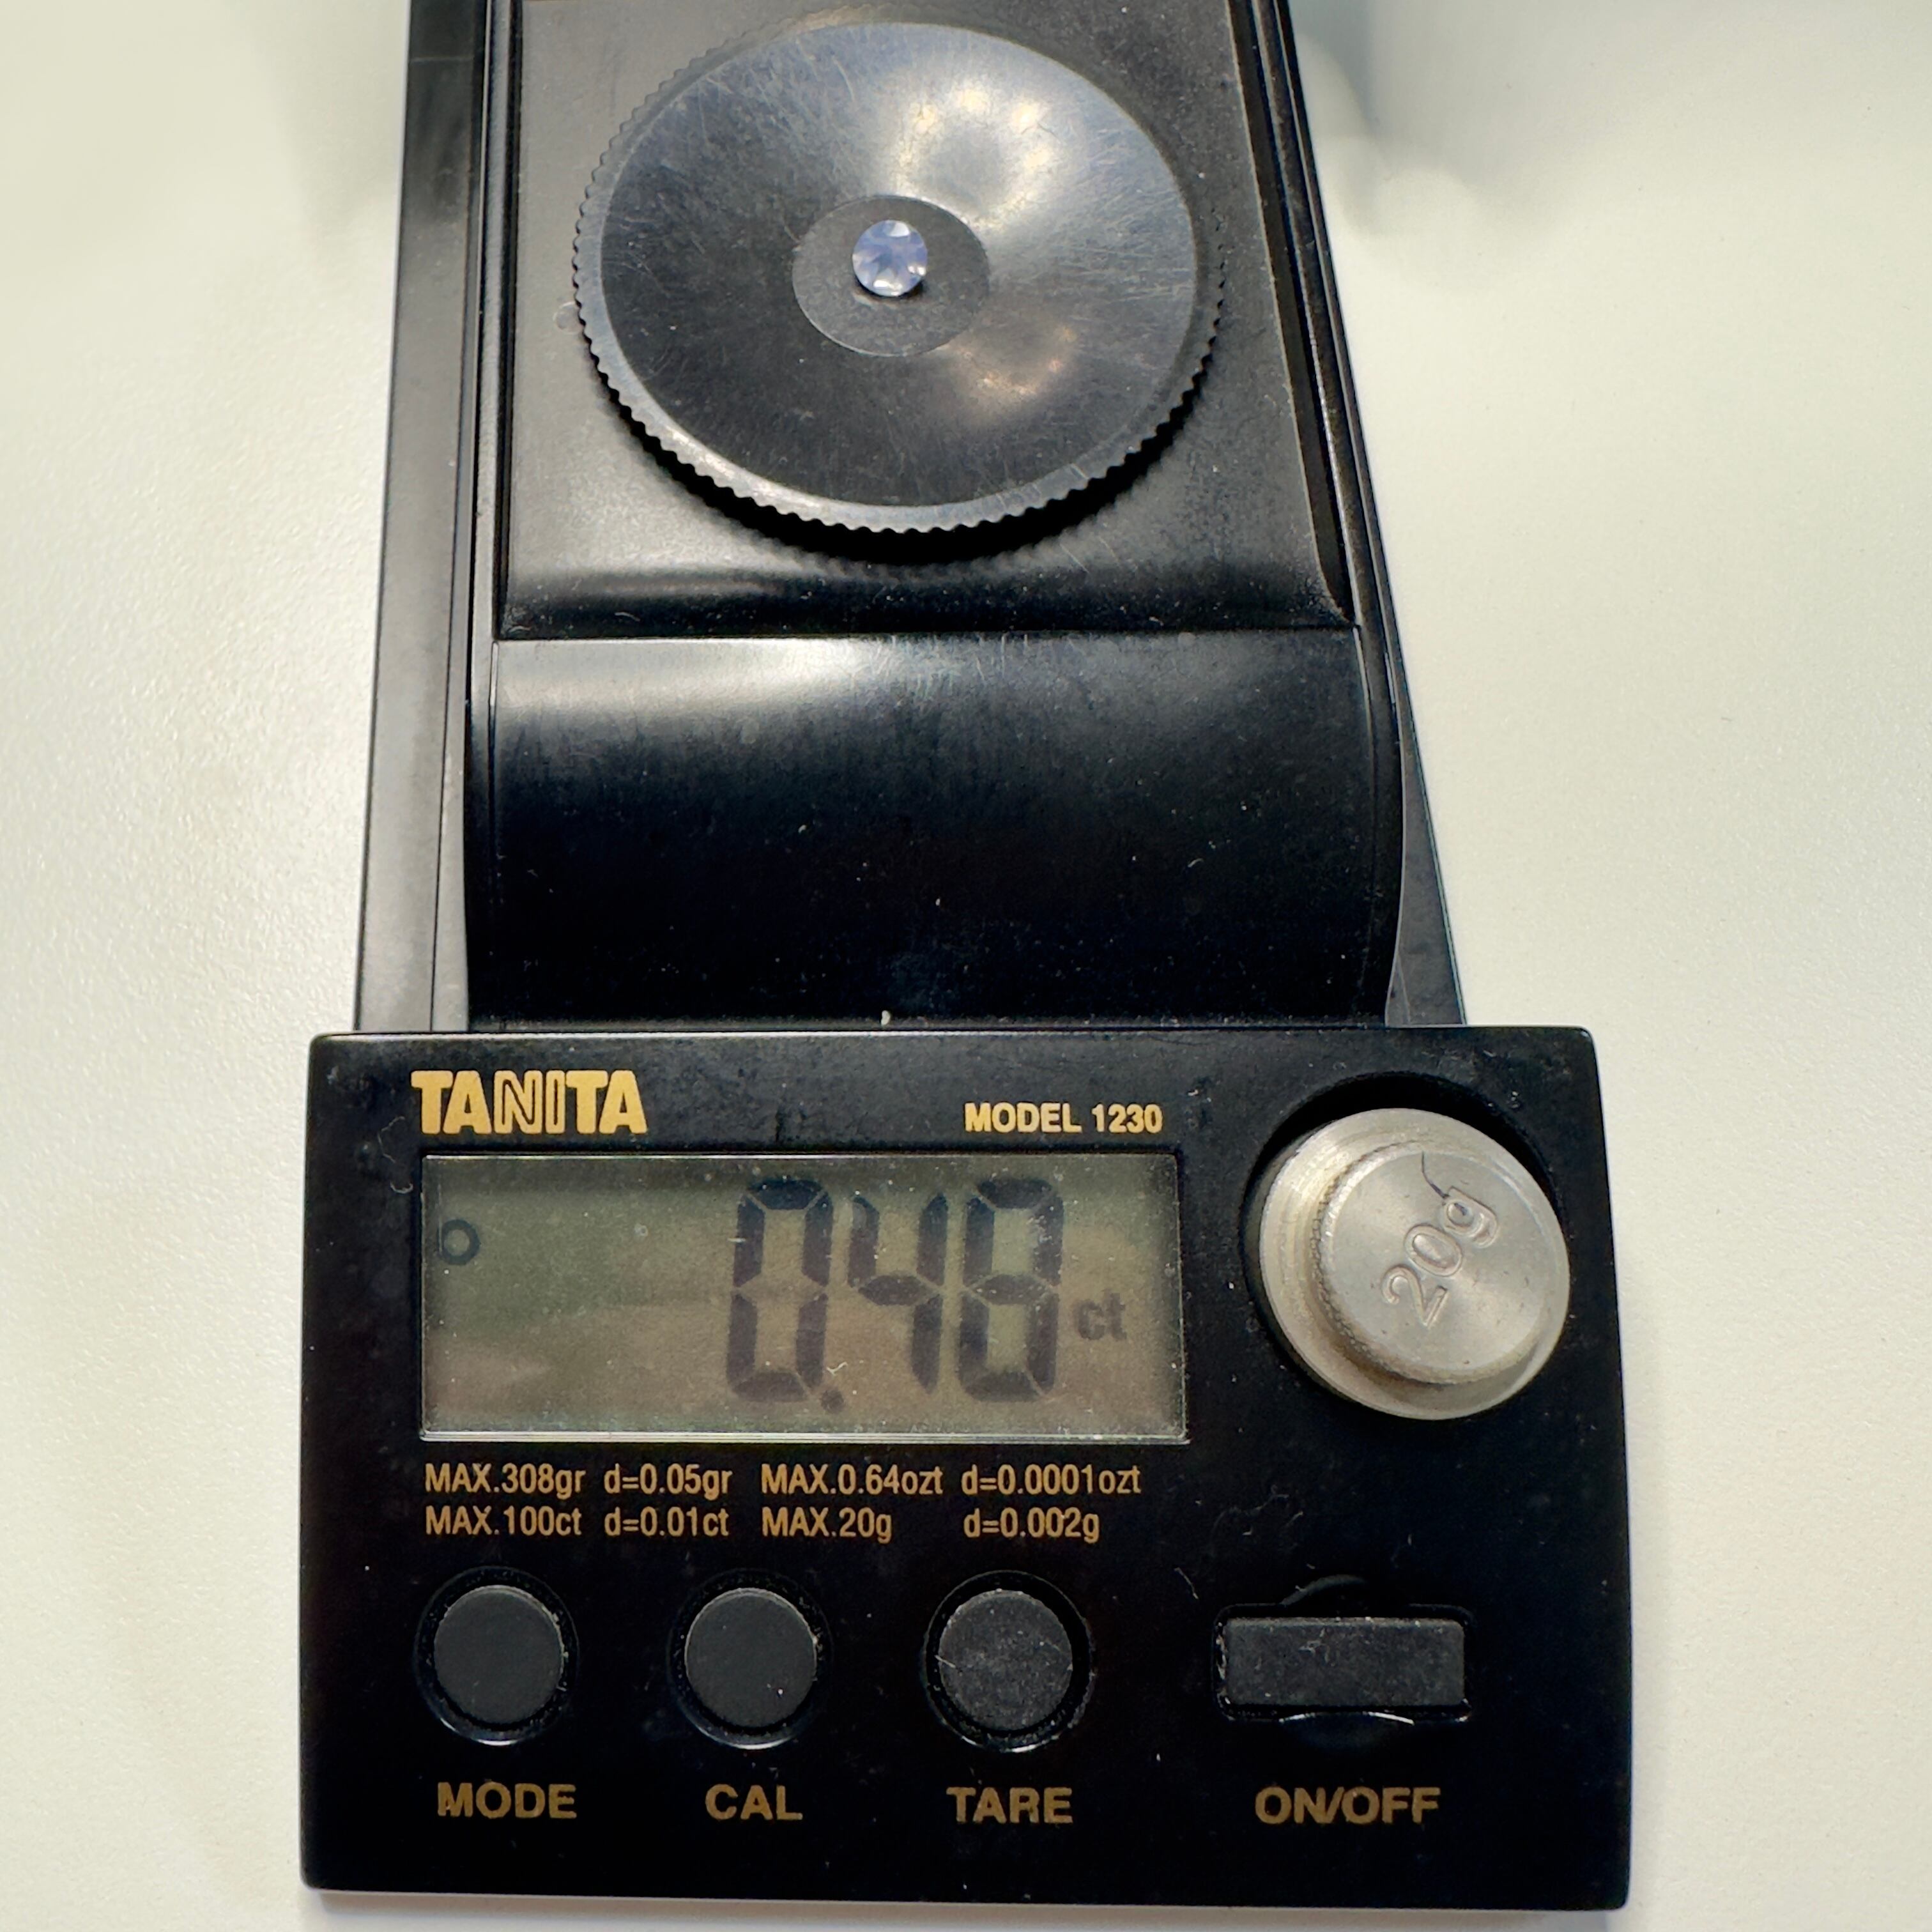 TANITA
MODEL 1230
0.48 ct
20g
MAX.308gr d=0.05gr MAX.0.64ozt d=0.0001ozt
MAX.100ct d=0.01ct MAX.20g d=0.002g
MODE CAL TARE ON/OFF